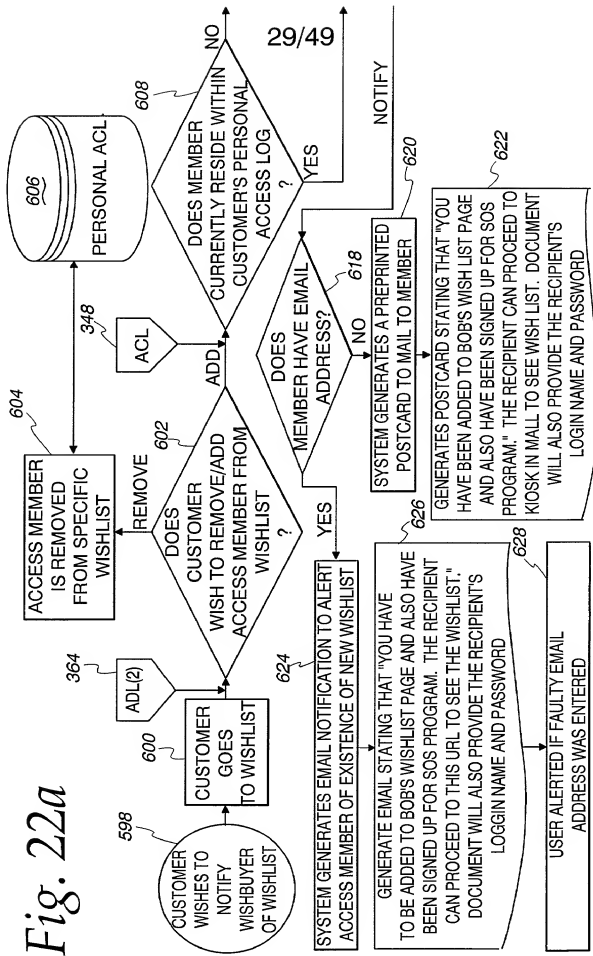 29/49
Fig. 22a
598
CUSTOMER
WISHES TO
NOTIFY
WISHBUYER
OF WISHLIST
600
CUSTOMER
GOES
TO WISHLIST
364
ADL(2)
602
DOES
CUSTOMER
WISH TO REMOVE/ADD
ACCESS MEMBER FROM
WISHLIST
?
REMOVE
ADD
604
ACCESS MEMBER
IS REMOVED
FROM SPECIFIC
WISHLIST
606
PERSONAL ACL.
348
ACL
608
DOES MEMBER
CURRENTLY RESIDE WITHIN
CUSTOMER'S PERSONAL
ACCESS LOG
?
NO
YES
NOTIFY
618
DOES
MEMBER HAVE EMAIL
ADDRESS?
NO
YES
620
SYSTEM GENERATES A PREPRINTED
POSTCARD TO MAIL TO MEMBER
622
GENERATES POSTCARD STATING THAT "YOU
HAVE BEEN ADDED TO BOB'S WISH LIST PAGE
AND ALSO HAVE BEEN SIGNED UP FOR SOS
PROGRAM." THE RECIPIENT CAN PROCEED TO
KIOSK IN MALL TO SEE WISH LIST. DOCUMENT
WILL ALSO PROVIDE THE RECIPIENT'S
LOGIN NAME AND PASSWORD
624
SYSTEM GENERATES EMAIL NOTIFICATION TO ALERT
ACCESS MEMBER OF EXISTENCE OF NEW WISHLIST
626
GENERATE EMAIL STATING THAT "YOU HAVE
TO BE ADDED TO BOB'S WISHLIST PAGE AND ALSO HAVE
BEEN SIGNED UP FOR SOS PROGRAM. THE RECIPIENT
CAN PROCEED TO THIS URL TO SEE THE WISHLIST."
DOCUMENT WILL ALSO PROVIDE THE RECIPIENT'S
LOGGIN NAME AND PASSWORD
628
USER ALERTED IF FAULTY EMAIL
ADDRESS WAS ENTERED